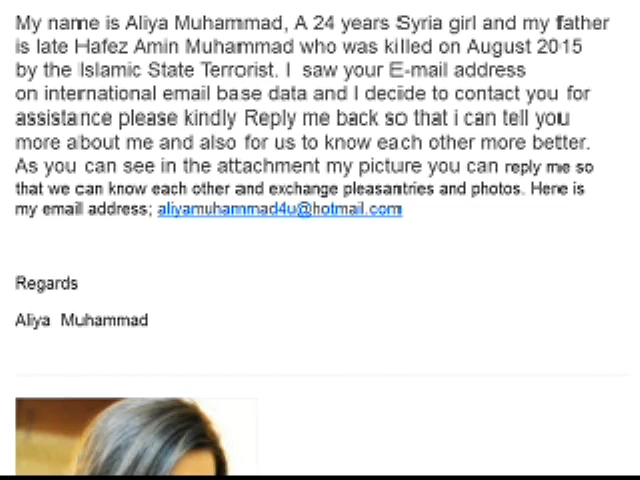 My name is Aliya Muhammad, A 24 years Syria girl and my father
is late Hafez Amin Muhammad who was killed on August 2015
by the Islamic State Terrorist. I saw your E-mail address
on international email base data and I decide to contact you for
assistance please kindly Reply me back so that i can tell you
more about me and also for us to know each other more better.
As you can see in the attachment my picture you can reply me so
that we can know each other and exchange pleasantries and photos. Here is
my email address; aliyamuhammad4u@hotmail.com
Regards
Aliya Muhammad